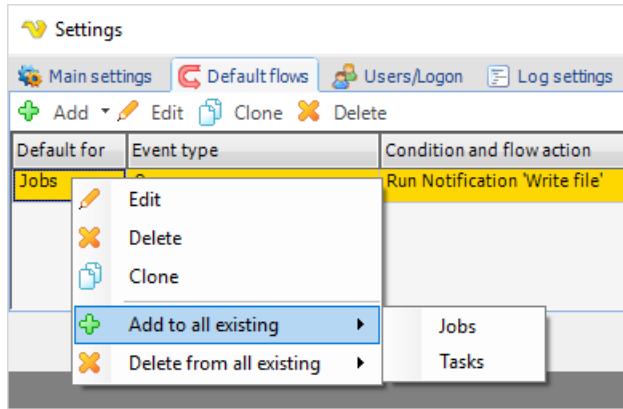 Settings
Main settings Default flows Users/Logon Log settings
Add Edit Clone Delete
Default for Event type Condition and flow action
Jobs Run Notification 'Write file'
Edit
Delete
Clone
Add to all existing Jobs
Delete from all existing Tasks